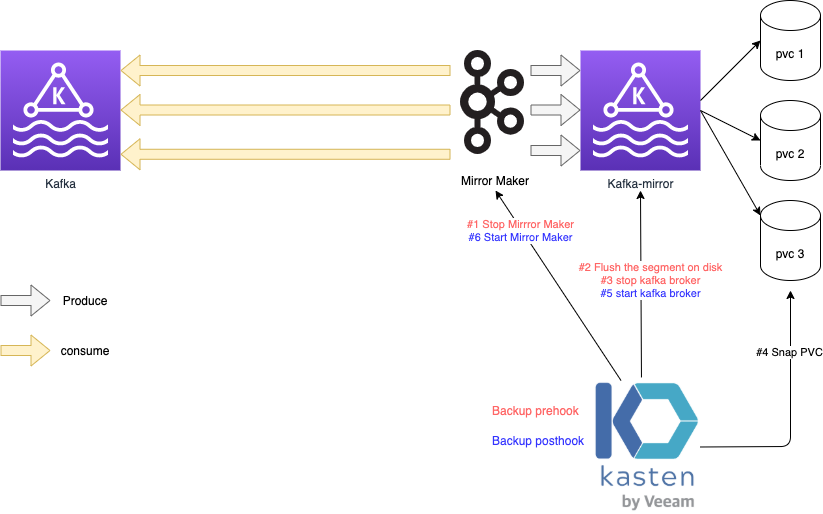 pvc 1
K
K
pvc 2
Kafka
Mirror Maker
Kafka-mirror
#1 Stop Mirrror Maker
#6 Start Mirror Maker
pvc 3
#2 Flush the segment on disk
#3 stop kafka broker
#5 start kafka broker
Produce
consume
#4 Snap PVC
Backup prehook
Backup posthook
kasten
by Veeam